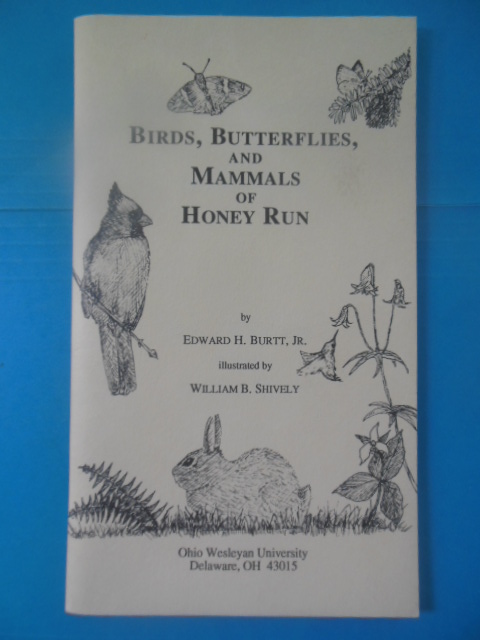 BIRDS, BUTTERFLIES,
AND
MAMMALS
OF
HONEY RUN
by
EDWARD H. BURTT, JR.
illustrated by
WILLIAM B. SHIVELY
Ohio Wesleyan University
Delaware, OH 43015